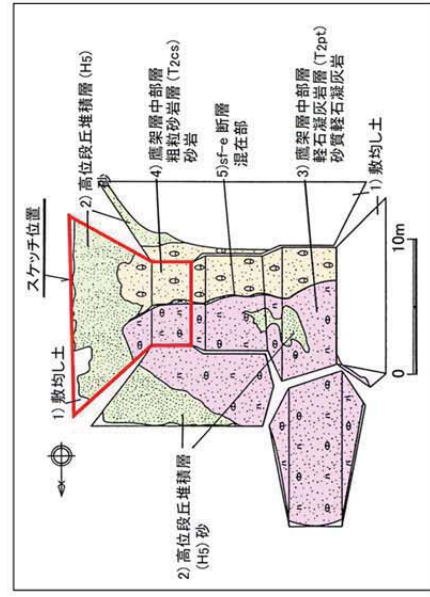 スケッチ位置
1) 敷均し土
2) 高位段丘堆積層 (H5)
砂
4) 鷹架層中部層
粗粒砂岩層 (T2cs)
砂岩
5) sf-e 断層
混在部
3) 鷹架層中部層
軽石凝灰岩層 (T2pt)
砂質軽石凝灰岩
1) 敷均し土
2) 高位段丘堆積層
(H5) 砂
0
10m